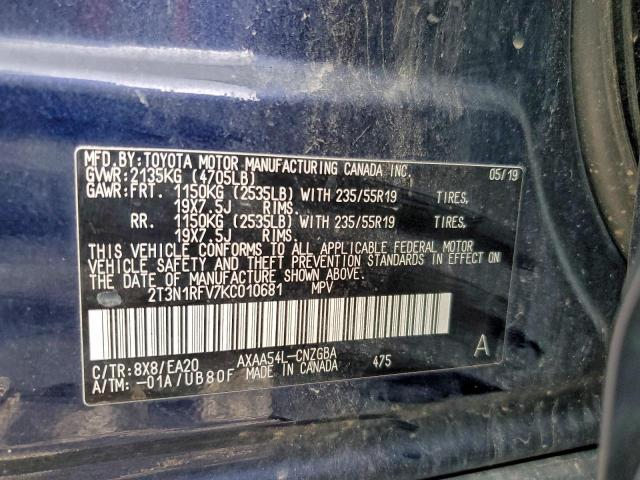 MFD.BY:TOYOTA MOTOR MANUFACTURING CANADA INC. 05/19
GVWR:2135KG (4705LB)
GAWR:FRT. 1150KG (2535LB) WITH 235/55R19 TIRES,
19X7.5J RIMS.
RR. 1150KG (2535LB) WITH 235/55R19 TIRES,
19X7.5J RIMS.
THIS VEHICLE CONFORMS TO ALL APPLICABLE FEDERAL MOTOR
VEHICLE SAFETY AND THEFT PREVENTION STANDARDS IN EFFECT ON
THE DATE OF MANUFACTURE SHOWN ABOVE.
2T3N1RFV7KC010681 MPV
C/TR:8X8/EA20 AXAA54L-CNZGBA 475 A
A/TM:-01A/UB80F MADE IN CANADA